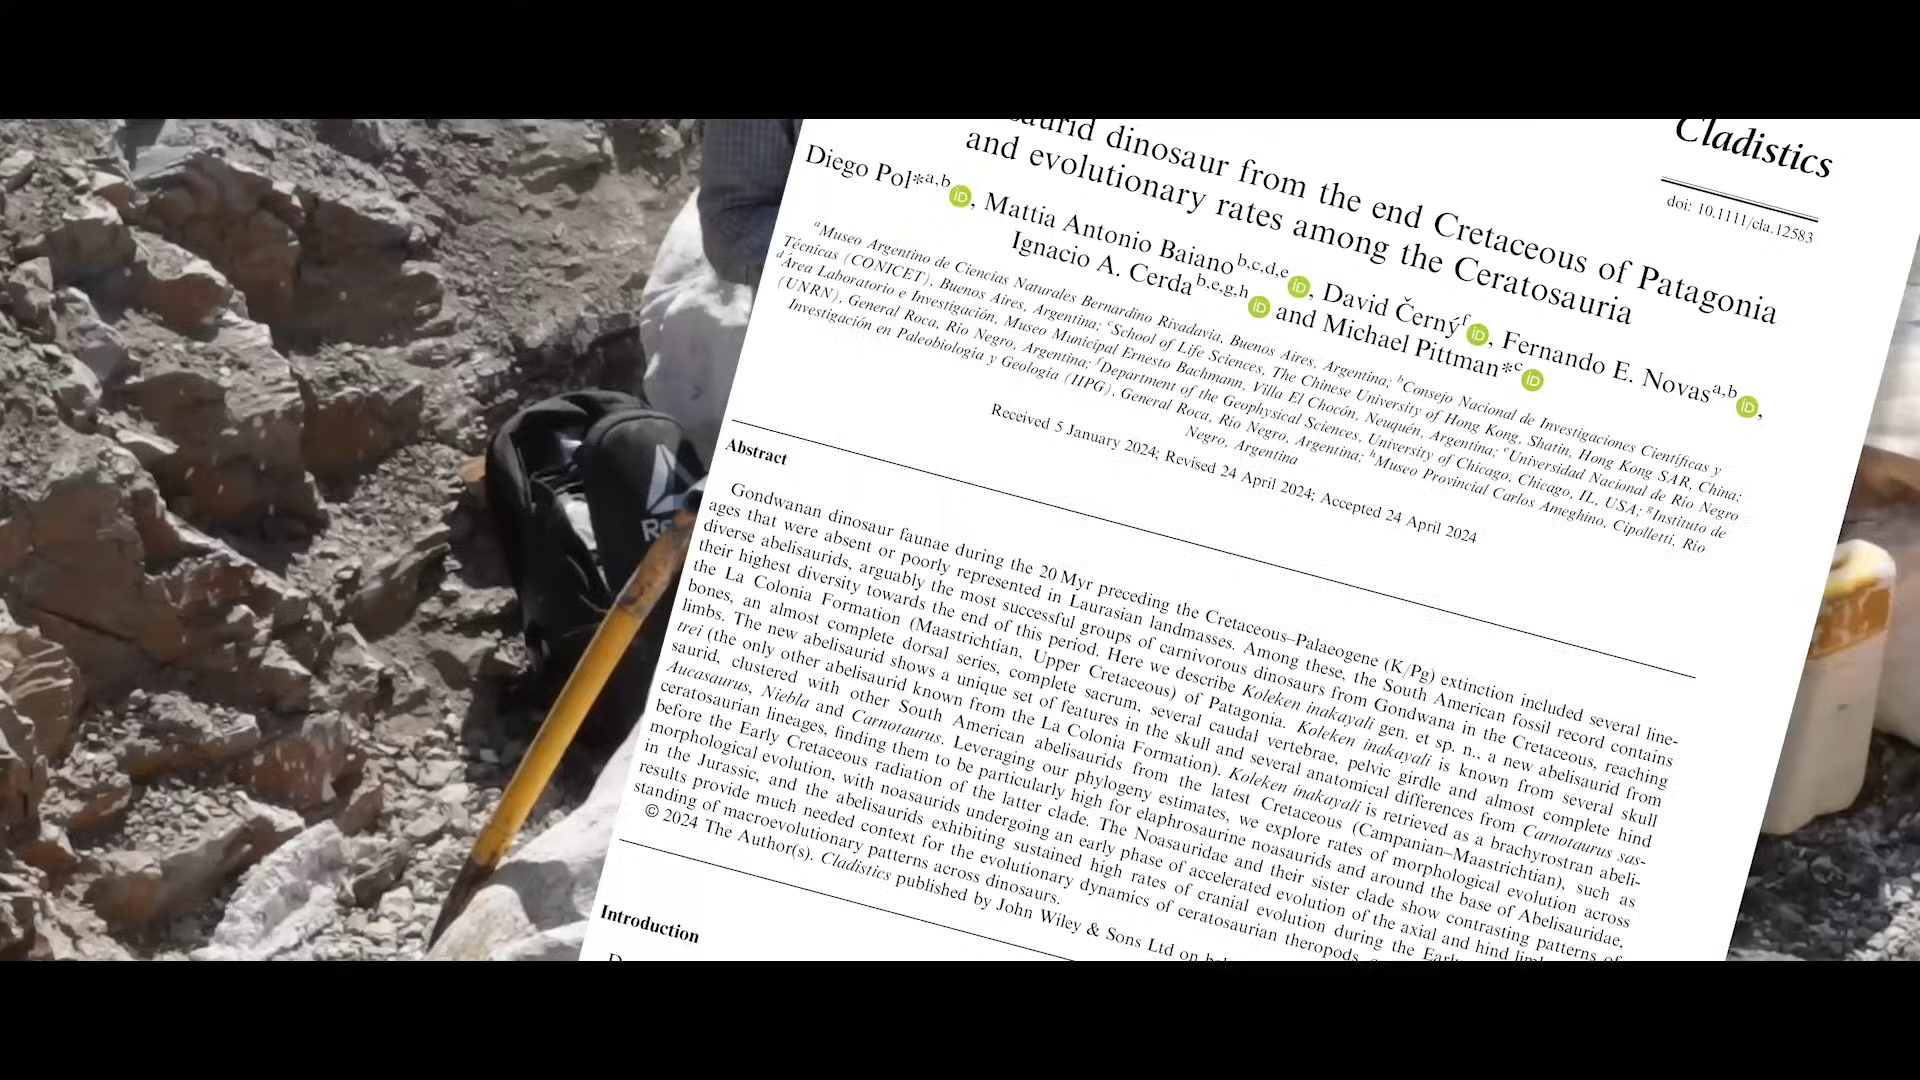 Cladistics
doi: 10.1111/cla.12583
saurid dinosaur from the end Cretaceous of Patagonia
and evolutionary rates among the Ceratosauria
Diego Pol*a,b, Mattia Antonio Baianob,c,d,e, David Černýf, Fernando E. Novasa,b,
Ignacio A. Cerdab,e,g,h and Michael Pittman*c
aMuseo Argentino de Ciencias Naturales Bernardino Rivadavia, Buenos Aires, Argentina; bConsejo Nacional de Investigaciones Científicas y
Técnicas (CONICET), Buenos Aires, Argentina; cSchool of Life Sciences, The Chinese University of Hong Kong, Shatin, Hong Kong SAR, China;
dÁrea Laboratorio e Investigación, Museo Municipal Ernesto Bachmann, Villa El Chocón, Neuquén, Argentina; eUniversidad Nacional de Río Negro
(UNRN), General Roca, Río Negro, Argentina; fDepartment of the Geophysical Sciences, University of Chicago, Chicago, IL, USA; gInstituto de
Investigación en Paleobiología y Geología (IIPG), General Roca, Río Negro, Argentina; hMuseo Provincial Carlos Ameghino, Cipolletti, Río
Negro, Argentina
Received 5 January 2024; Revised 24 April 2024; Accepted 24 April 2024
Abstract
Gondwanan dinosaur faunae during the 20 Myr preceding the Cretaceous–Palaeogene (K/Pg) extinction included several line-
ages that were absent or poorly represented in Laurasian landmasses. Among these, the South American fossil record contains
diverse abelisaurids, arguably the most successful groups of carnivorous dinosaurs from Gondwana in the Cretaceous, reaching
their highest diversity towards the end of this period. Here we describe Koleken inakayali gen. et sp. n., a new abelisaurid from
the La Colonia Formation (Maastrichtian, Upper Cretaceous) of Patagonia. Koleken inakayali is known from several skull
bones, an almost complete dorsal series, complete sacrum, several caudal vertebrae, pelvic girdle and almost complete hind
limbs. The new abelisaurid shows a unique set of features in the skull and several anatomical differences from Carnotaurus sas-
trei (the only other abelisaurid known from the La Colonia Formation). Koleken inakayali is retrieved as a brachyrostran abeli-
saurid, clustered with other South American abelisaurids from the latest Cretaceous (Campanian–Maastrichtian), such as
Aucasaurus, Niebla and Carnotaurus. Leveraging our phylogeny estimates, we explore rates of morphological evolution across
ceratosaurian lineages, finding them to be particularly high for elaphrosaurine noasaurids and around the base of Abelisauridae,
before the Early Cretaceous radiation of the latter clade. The Noasauridae and their sister clade show contrasting patterns of
morphological evolution, with noasaurids undergoing an early phase of accelerated evolution of the axial and hind limb
in the Jurassic, and the abelisaurids exhibiting sustained high rates of cranial evolution during the Early
results provide much needed context for the evolutionary dynamics of ceratosaurian theropods,
standing of macroevolutionary patterns across dinosaurs.
© 2024 The Author(s). Cladistics published by John Wiley & Sons Ltd on
Introduction